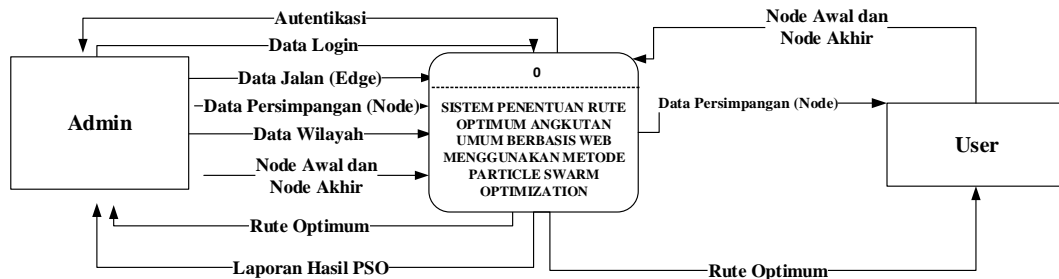 Autentikasi
Data Login
Admin
Data Jalan (Edge)
Data Persimpangan (Node)
Data Wilayah
Node Awal dan
Node Akhir
Rute Optimum
Laporan Hasil PSO
0
SISTEM PENENTUAN RUTE
OPTIMUM ANGKUTAN
UMUM BERBASIS WEB
MENGGUNAKAN METODE
PARTICLE SWARM
OPTIMIZATION
Node Awal dan
Node Akhir
Data Persimpangan (Node)
User
Rute Optimum